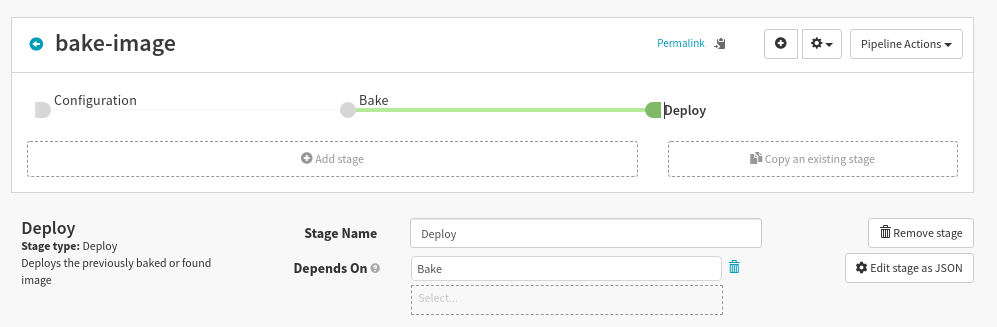 bake-image
Permalink
Pipeline Actions
Configuration
Bake
Deploy
Add stage
Copy an existing stage
Deploy
Stage type: Deploy
Deploys the previously baked or found
image
Stage Name
Deploy
Remove stage
Depends On
Bake
Edit stage as JSON
Select...